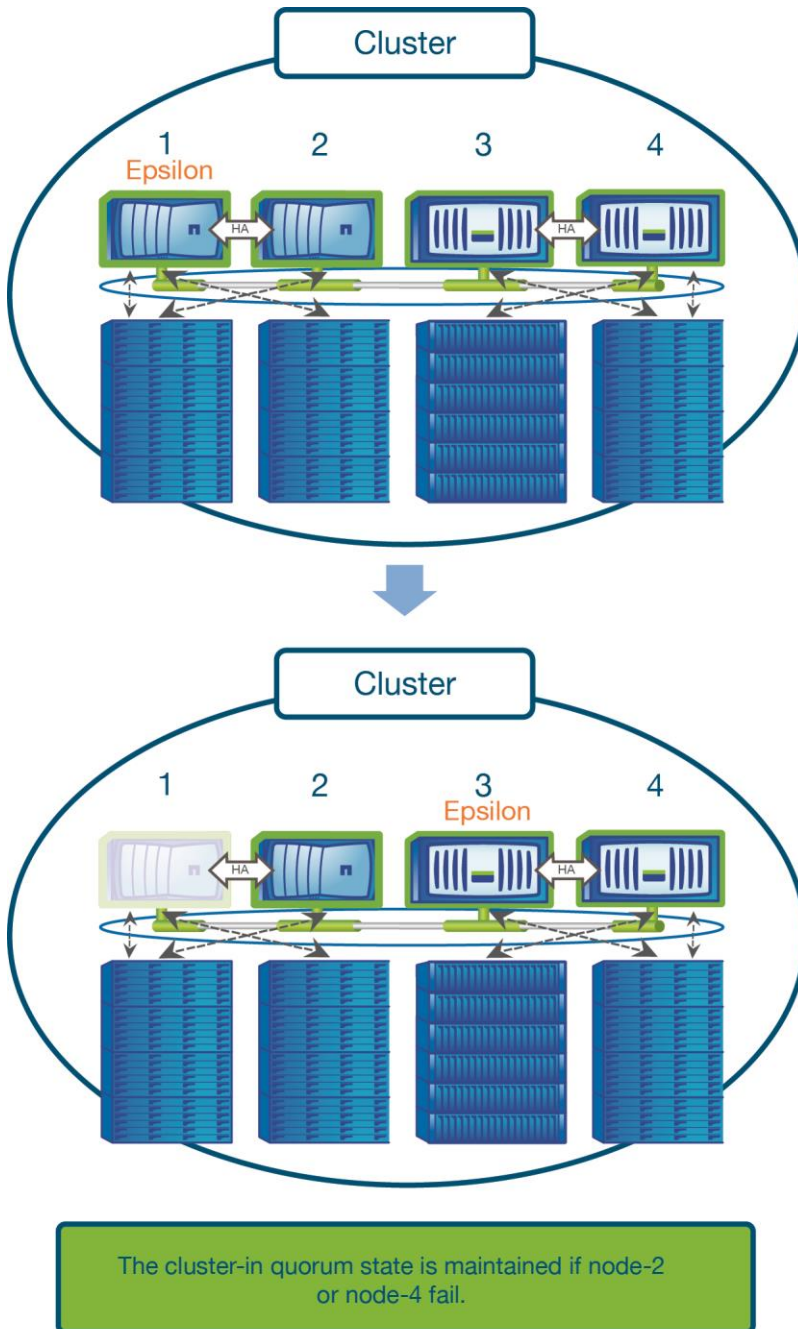 Cluster
1 2 3 4
Epsilon
HA HA
Cluster
1 2 3 4
Epsilon
HA HA
The cluster-in quorum state is maintained if node-2
or node-4 fail.